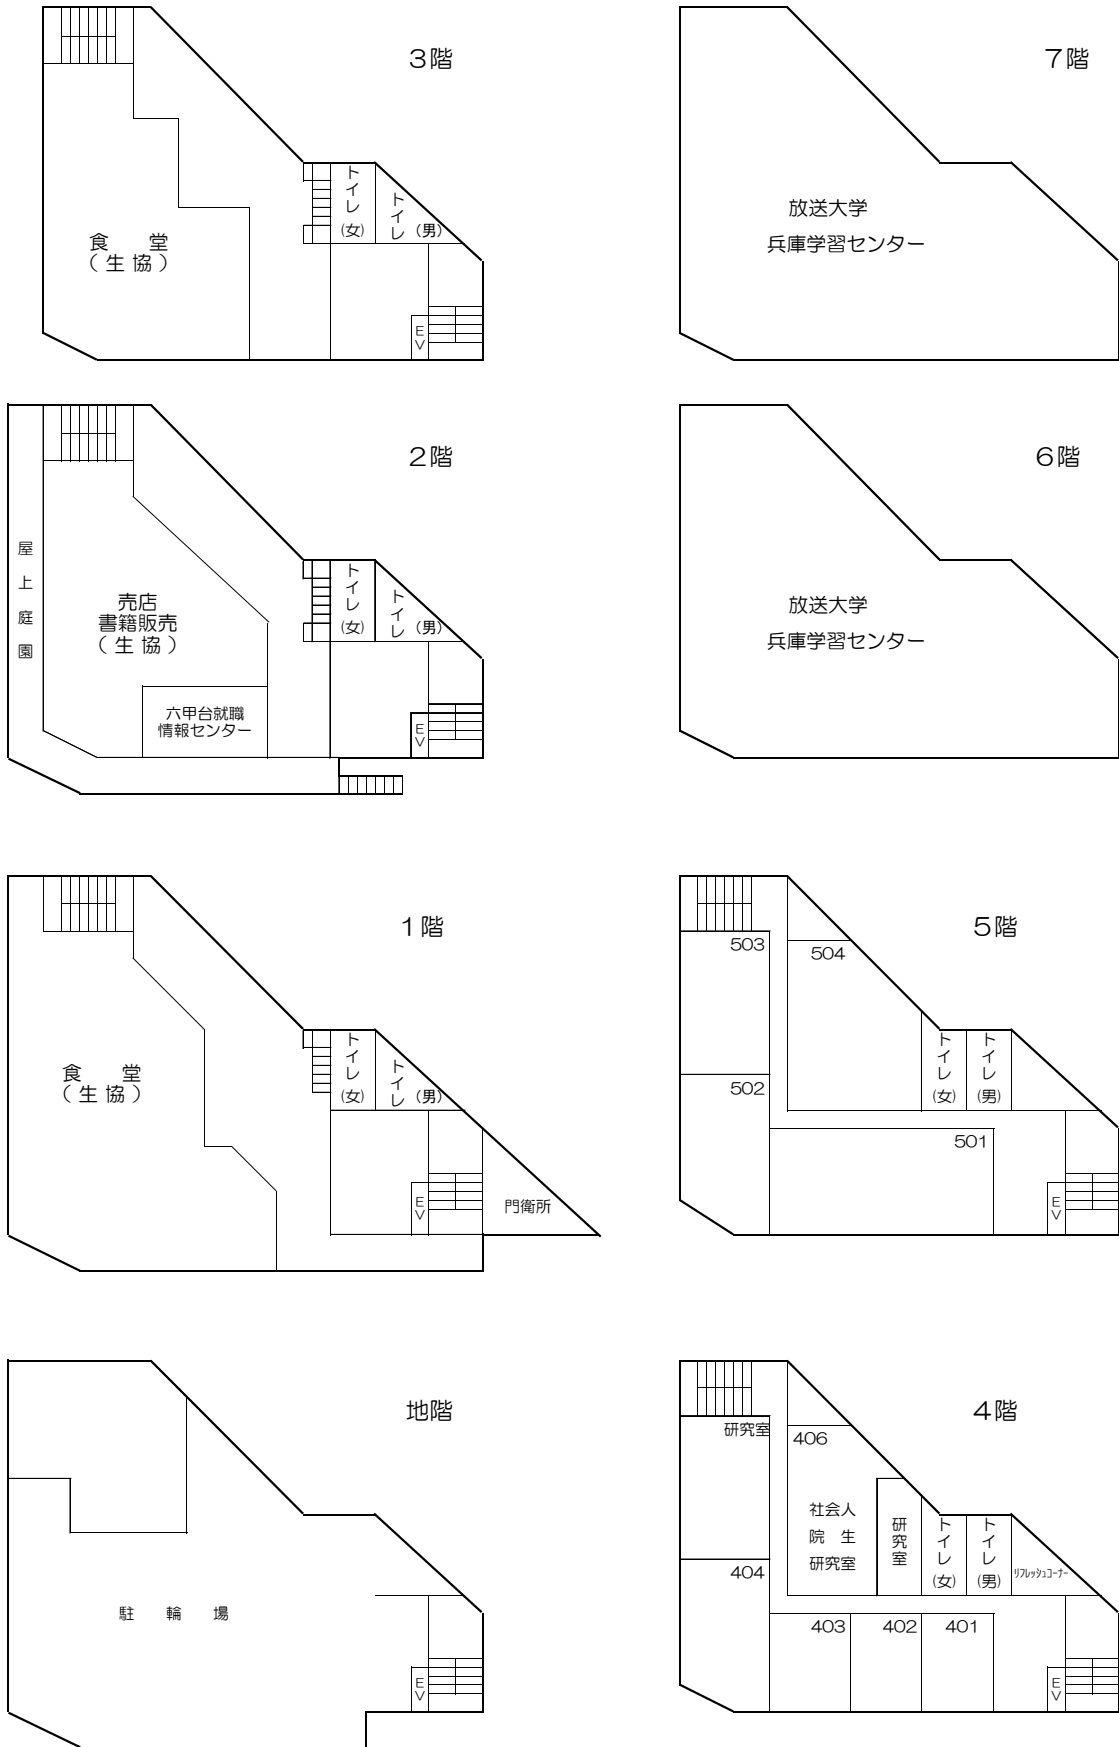 3階
トイレ
(女)
トイレ
(男)
食 堂
(生協)
EV
7階
放送大学
兵庫学習センター
2階
屋上庭園
トイレ
(女)
トイレ
(男)
売店
書籍販売
(生協)
六甲台就職
情報センター
EV
6階
放送大学
兵庫学習センター
1階
トイレ
(女)
トイレ
(男)
食 堂
(生協)
EV
門衛所
5階
503
504
トイレ
(女)
トイレ
(男)
502
501
EV
地階
駐 輪 場
EV
4階
研究室
406
社会人
院 生
研究室
研究室
トイレ
(女)
トイレ
(男)
リフレッシュコーナー
404
403
402
401
EV